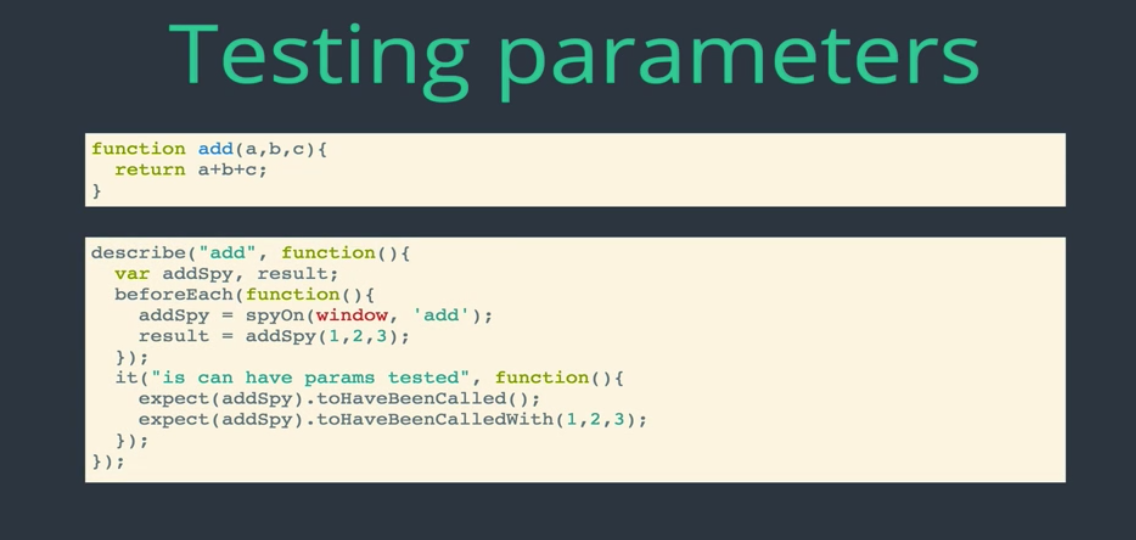 Testing parameters
function add(a,b,c){
  return a+b+c;
}
describe("add", function(){
  var addSpy, result;
  beforeEach(function(){
    addSpy = spyOn(window, 'add');
    result = addSpy(1,2,3);
  });
  it("is can have params tested", function(){
    expect(addSpy).toHaveBeenCalled();
    expect(addSpy).toHaveBeenCalledWith(1,2,3);
  });
});